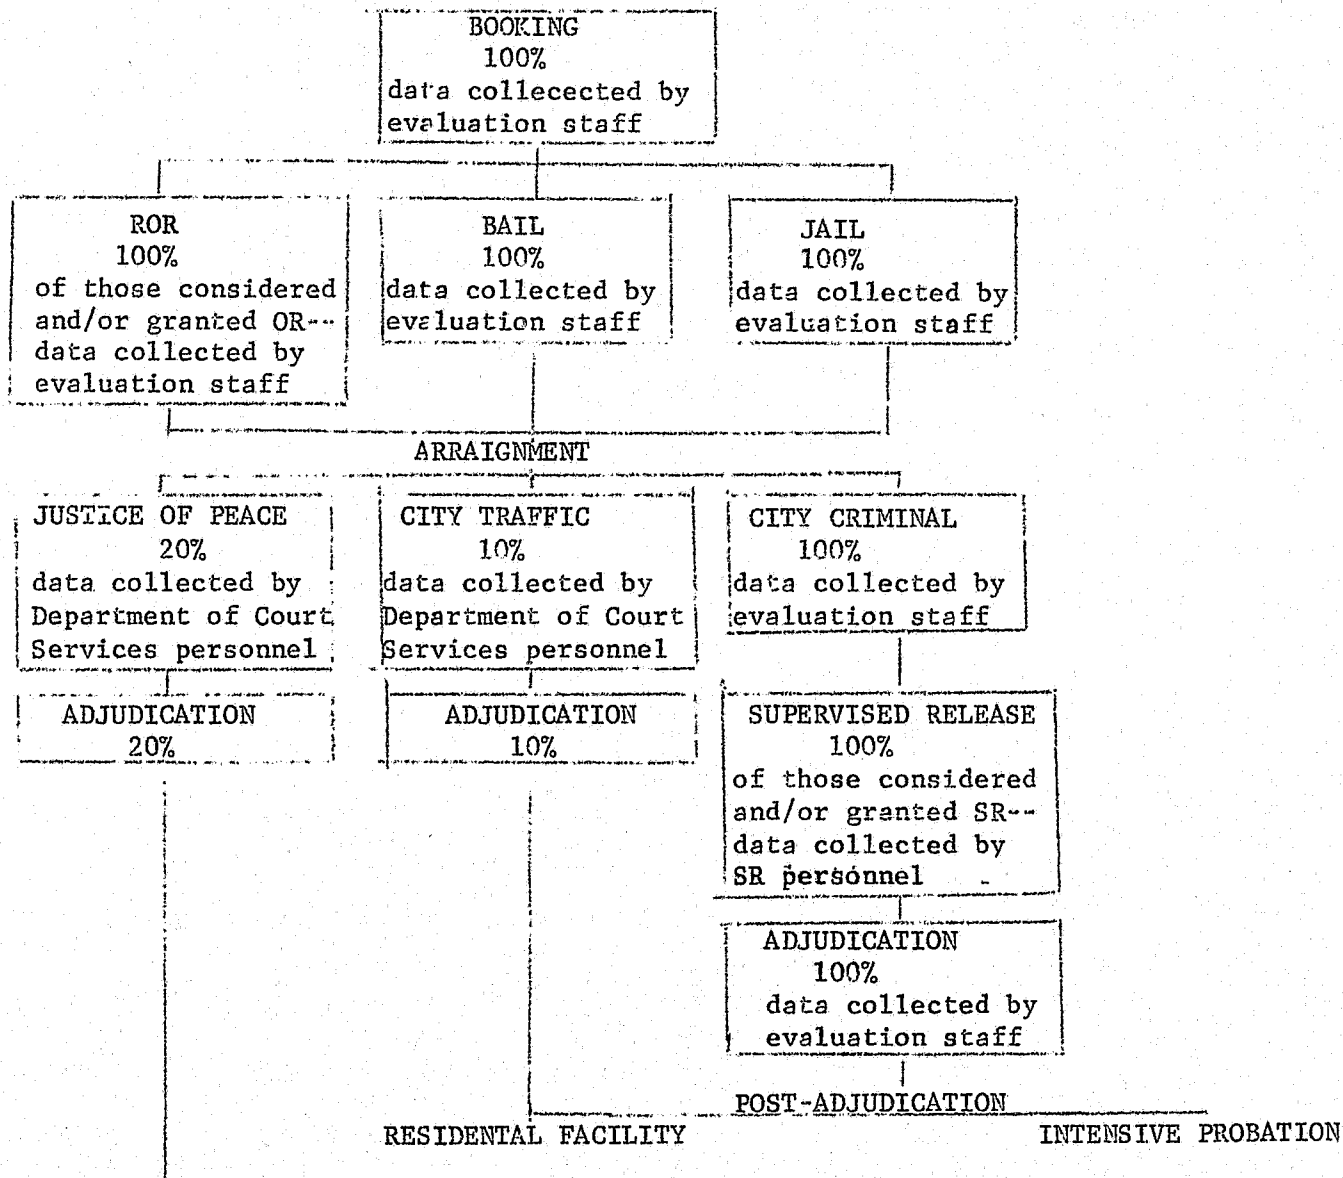 BOOKING
100%
data collecected by
evaluation staff
ROR
100%
of those considered
and/or granted OR--
data collected by
evaluation staff
BAIL
100%
data collected by
evaluation staff
JAIL
100%
data collected by
evaluation staff
ARRAIGNMENT
JUSTICE OF PEACE
20%
data collected by
Department of Court
Services personnel
CITY TRAFFIC
10%
data collected by
Department of Court
Services personnel
CITY CRIMINAL
100%
data collected by
evaluation staff
ADJUDICATION
20%
ADJUDICATION
10%
SUPERVISED RELEASE
100%
of those considered
and/or granted SR--
data collected by
SR personnel
ADJUDICATION
100%
data collected by
evaluation staff
POST-ADJUDICATION
RESIDENTAL FACILITY
INTENSIVE PROBATION